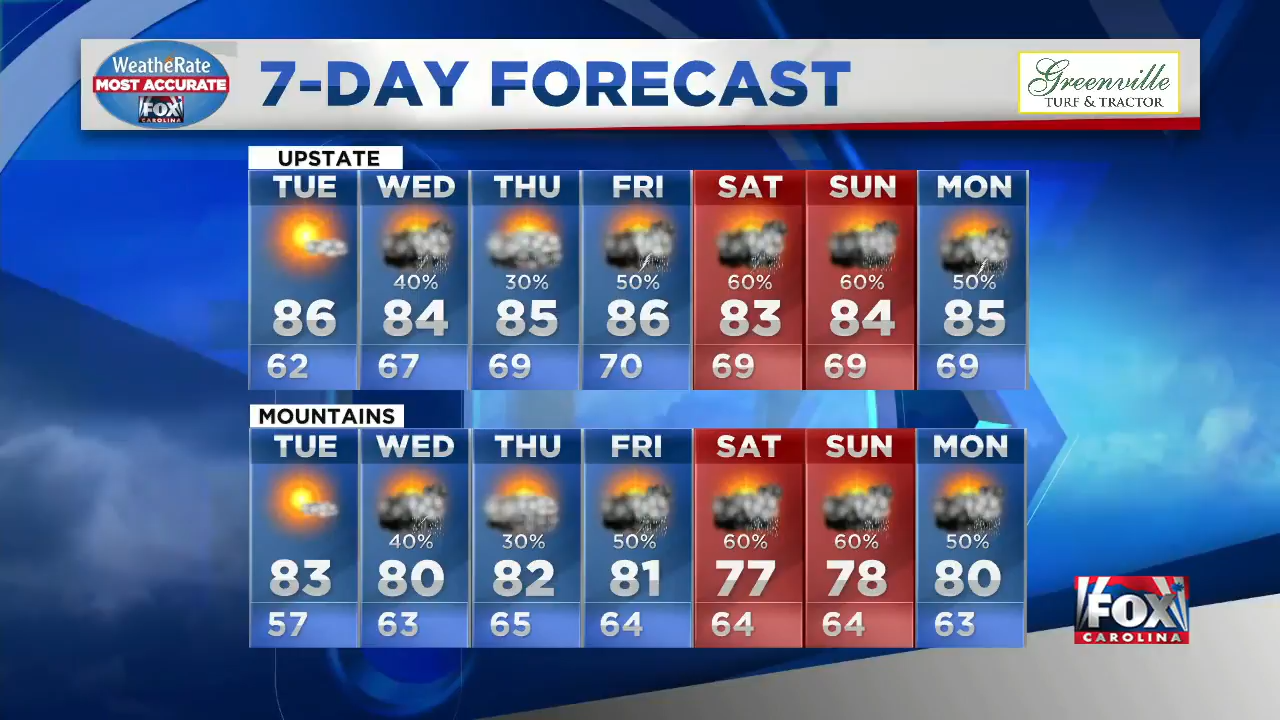 WeatheRate
MOST ACCURATE
FOX
CAROLINA
7-DAY FORECAST
Greenville
TURF & TRACTOR
UPSTATE
TUE WED THU FRI SAT SUN MON
40% 30% 50% 60% 60% 50%
86 84 85 86 83 84 85
62 67 69 70 69 69 69
MOUNTAINS
TUE WED THU FRI SAT SUN MON
40% 30% 50% 60% 60% 50%
83 80 82 81 77 78 80
57 63 65 64 64 64 63
FOX
CAROLINA